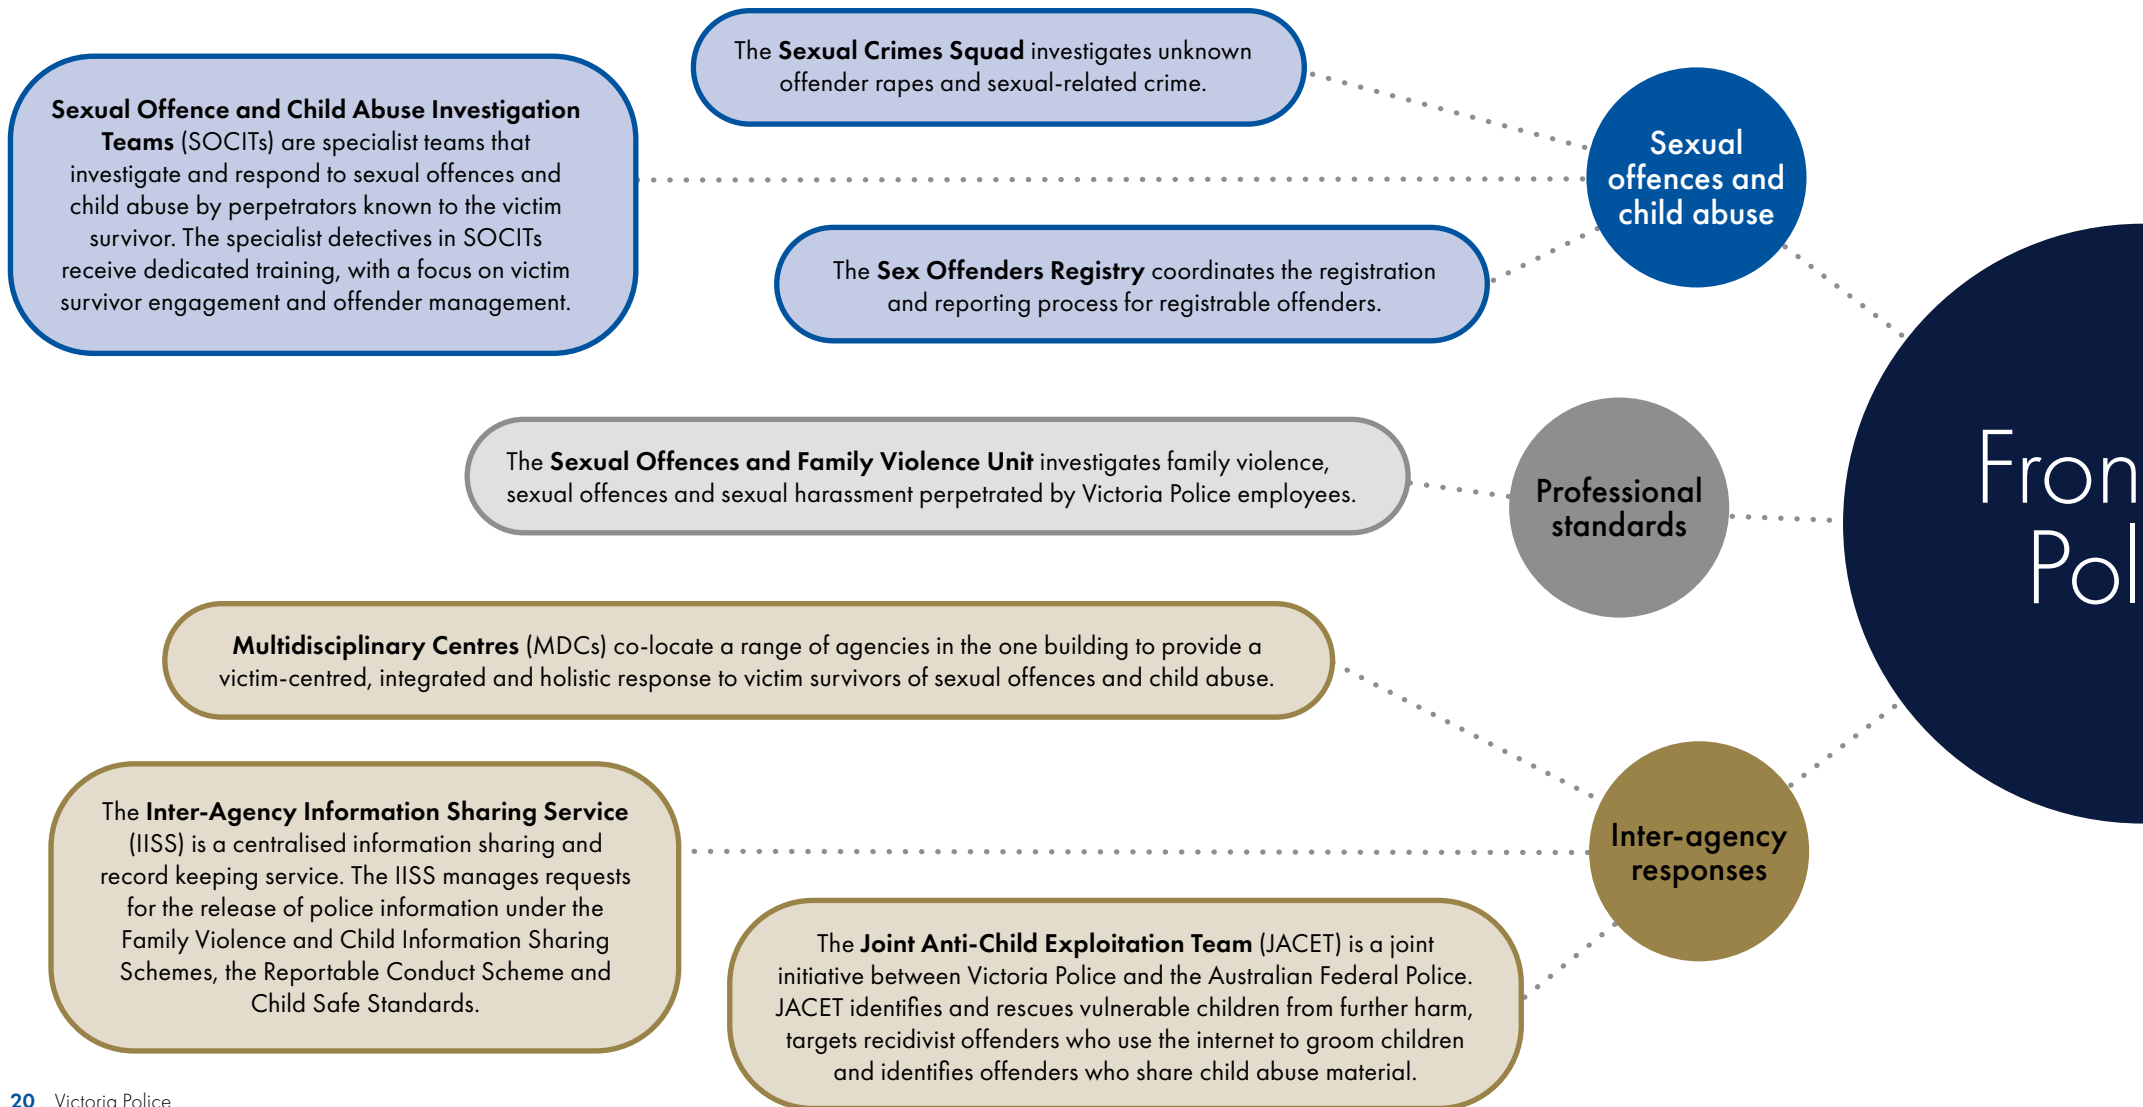 The Sexual Crimes Squad investigates unknown
offender rapes and sexual-related crime.
Sexual Offence and Child Abuse Investigation
Teams (SOCITs) are specialist teams that
investigate and respond to sexual offences and
child abuse by perpetrators known to the victim
survivor. The specialist detectives in SOCITs
receive dedicated training, with a focus on victim
survivor engagement and offender management.
Sexual
offences and
child abuse
The Sex Offenders Registry coordinates the registration
and reporting process for registrable offenders.
The Sexual Offences and Family Violence Unit investigates family violence,
sexual offences and sexual harassment perpetrated by Victoria Police employees.
Professional
standards
Fron
Pol
Multidisciplinary Centres (MDCs) co-locate a range of agencies in the one building to provide a
victim-centred, integrated and holistic response to victim survivors of sexual offences and child abuse.
The Inter-Agency Information Sharing Service
(IISS) is a centralised information sharing and
record keeping service. The IISS manages requests
for the release of police information under the
Family Violence and Child Information Sharing
Schemes, the Reportable Conduct Scheme and
Child Safe Standards.
Inter-agency
responses
The Joint Anti-Child Exploitation Team (JACET) is a joint
initiative between Victoria Police and the Australian Federal Police.
JACET identifies and rescues vulnerable children from further harm,
targets recidivist offenders who use the internet to groom children
and identifies offenders who share child abuse material.
20 Victoria Police